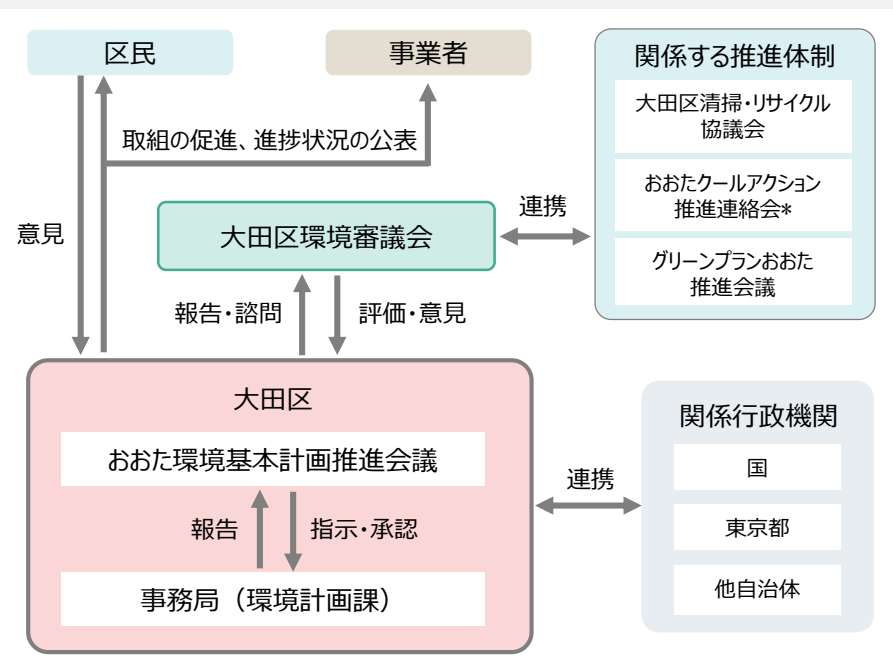 区民
事業者
取組の促進、進捗状況の公表
意見
関係する推進体制
大田区清掃・リサイクル
協議会
おおたクールアクション
推進連絡会*
グリーンプランおおた
推進会議
大田区環境審議会
連携
報告・諮問
評価・意見
大田区
おおた環境基本計画推進会議
報告
指示・承認
事務局（環境計画課）
連携
関係行政機関
国
東京都
他自治体